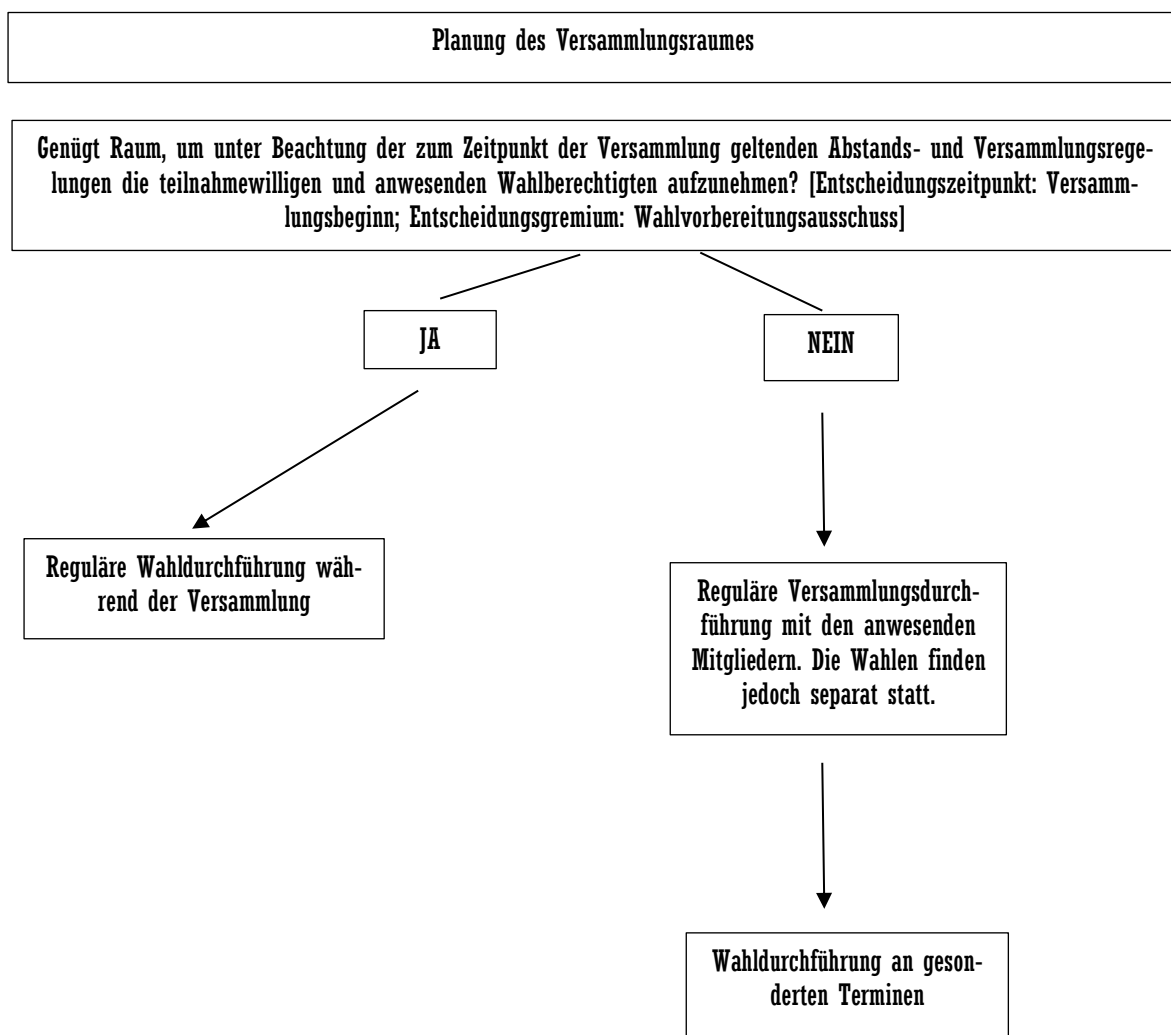 Planung des Versammlungsraumes
Genügt Raum, um unter Beachtung der zum Zeitpunkt der Versammlung geltenden Abstands- und Versammlungsrege-
lungen die teilnahmewilligen und anwesenden Wahlberechtigten aufzunehmen? [Entscheidungszeitpunkt: Versamm-
lungsbeginn; Entscheidungsgremium: Wahlvorbereitungsausschuss]
JA
NEIN
Reguläre Wahldurchführung wäh-
rend der Versammlung
Reguläre Versammlungsdurch-
führung mit den anwesenden
Mitgliedern. Die Wahlen finden
jedoch separat statt.
Wahldurchführung an geson-
derten Terminen